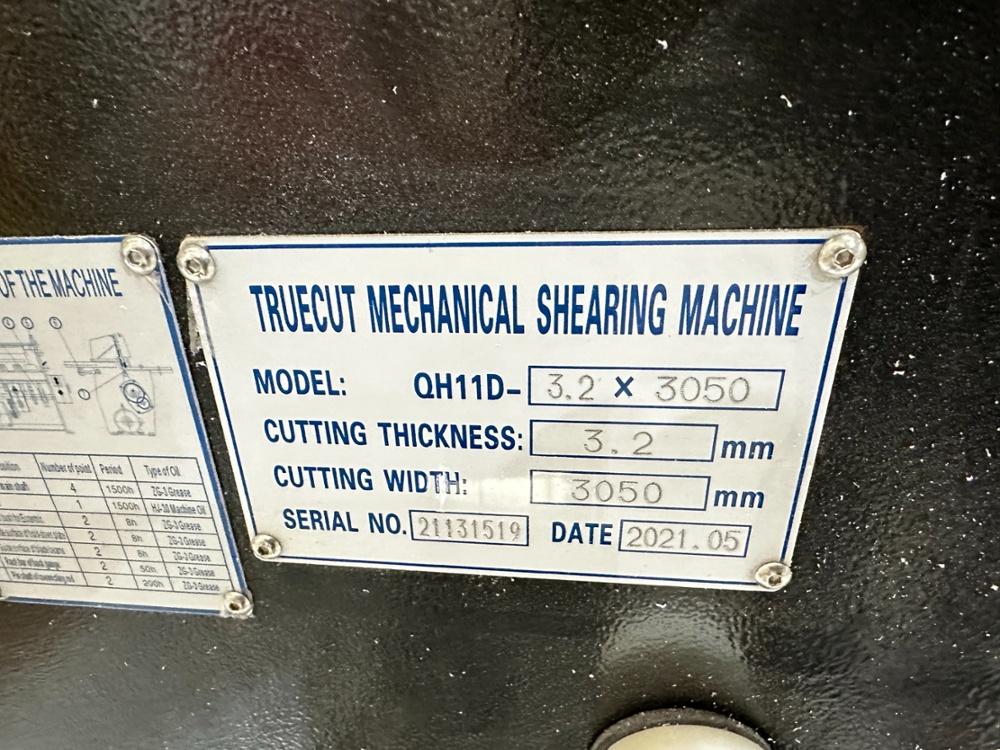 OF THE MACHINE
Number of point Period Type of Oil
main shaft 4 1500h ZG-3 Grease
1 1500h HJ-30 Machine Oil
2 8h ZG-3 Grease
2 8h ZG-3 Grease
2 8h ZG-3 Grease
2 50h ZG-3 Grease
2 200h ZG-3 Grease
TRUECUT MECHANICAL SHEARING MACHINE
MODEL: QH11D- 3.2 X 3050
CUTTING THICKNESS: 3.2 mm
CUTTING WIDTH: 3050 mm
SERIAL NO. 21131519 DATE 2021.05